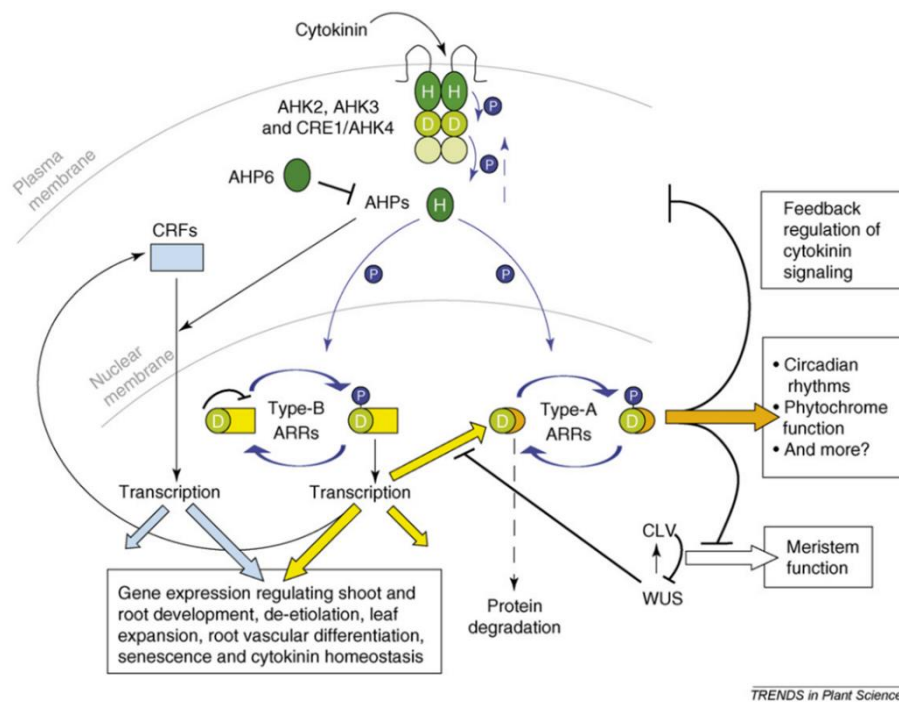 Cytokinin
H H
P
AHK2, AHK3
and CRE1/AHK4
D D
P
Plasma
membrane
AHP6
AHPs
H
CRFs
Feedback
regulation of
cytokinin
signaling
P
P
Nuclear
membrane
P
P
D
Type-B
ARRs
D
D
Type-A
ARRs
D
• Circadian
rhythms
• Phytochrome
function
• And more?
Transcription
Transcription
CLV
WUS
Meristem
function
Gene expression regulating shoot and
root development, de-etiolation, leaf
expansion, root vascular differentiation,
senescence and cytokinin homeostasis
Protein
degradation
TRENDS in Plant Science